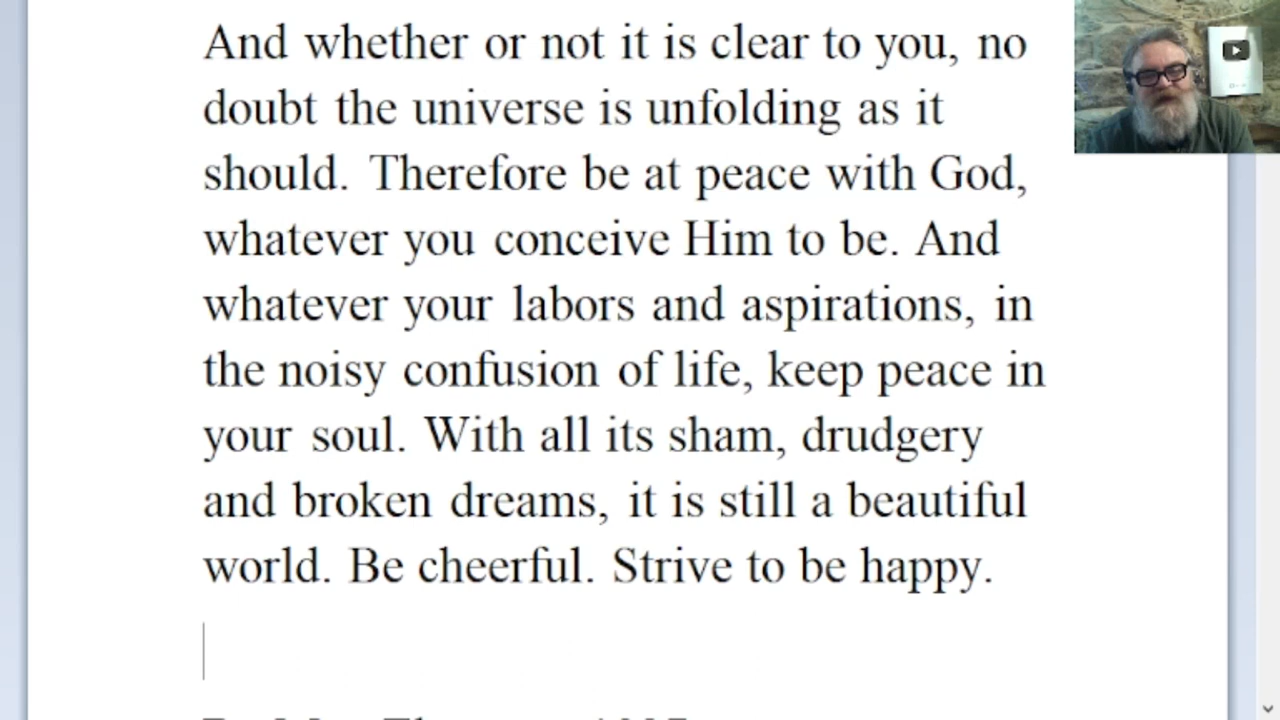 And whether or not it is clear to you, no
doubt the universe is unfolding as it
should. Therefore be at peace with God,
whatever you conceive Him to be. And
whatever your labors and aspirations, in
the noisy confusion of life, keep peace in
your soul. With all its sham, drudgery
and broken dreams, it is still a beautiful
world. Be cheerful. Strive to be happy.